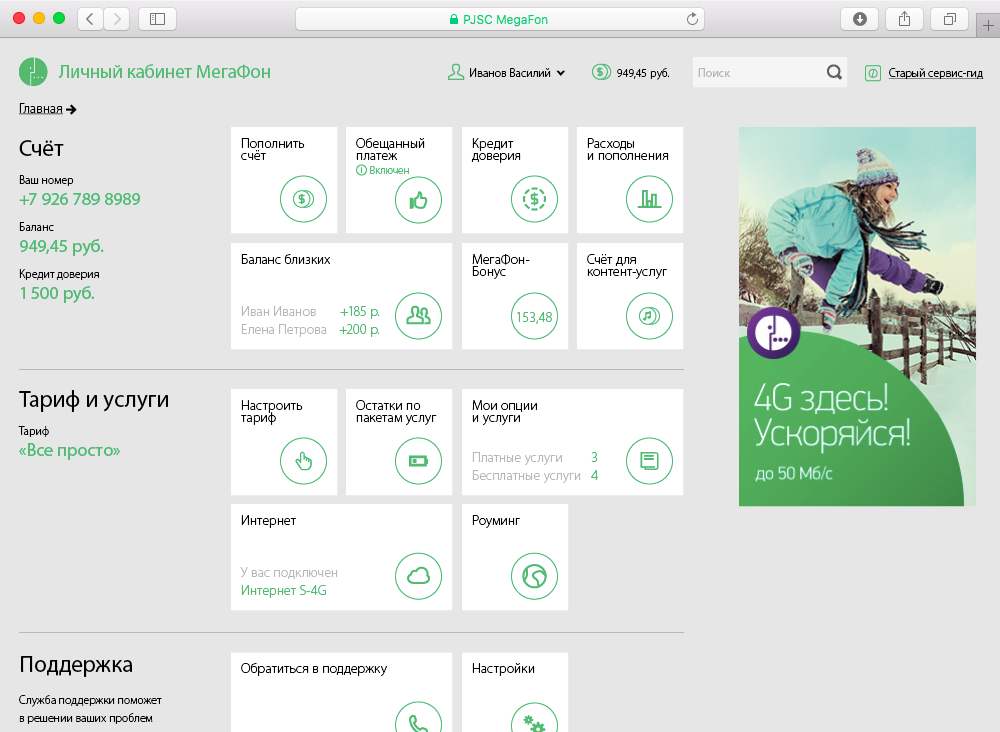 PJSC MegaFon
Личный кабинет МегаФон
Иванов Василий
949,45 руб.
Поиск
Старый сервис-гид
Главная
Счёт
Ваш номер
+7 926 789 8989
Баланс
949,45 руб.
Кредит доверия
1 500 руб.
Пополнить
счёт
Обещанный
платеж
Включен
Кредит
доверия
Расходы
и пополнения
Баланс близких
Иван Иванов +185 р.
Елена Петрова +200 р.
МегаФон-
Бонус
153,48
Счёт для
контент-услуг
4G здесь!
Ускоряйся!
до 50 Мб/с
Тариф и услуги
Тариф
«Все просто»
Настроить
тариф
Остатки по
пакетам услуг
Мои опции
и услуги
Платные услуги 3
Бесплатные услуги 4
Интернет
У вас подключен
Интернет S-4G
Роуминг
Поддержка
Служба поддержки поможет
в решении ваших проблем
Обратиться в поддержку
Настройки